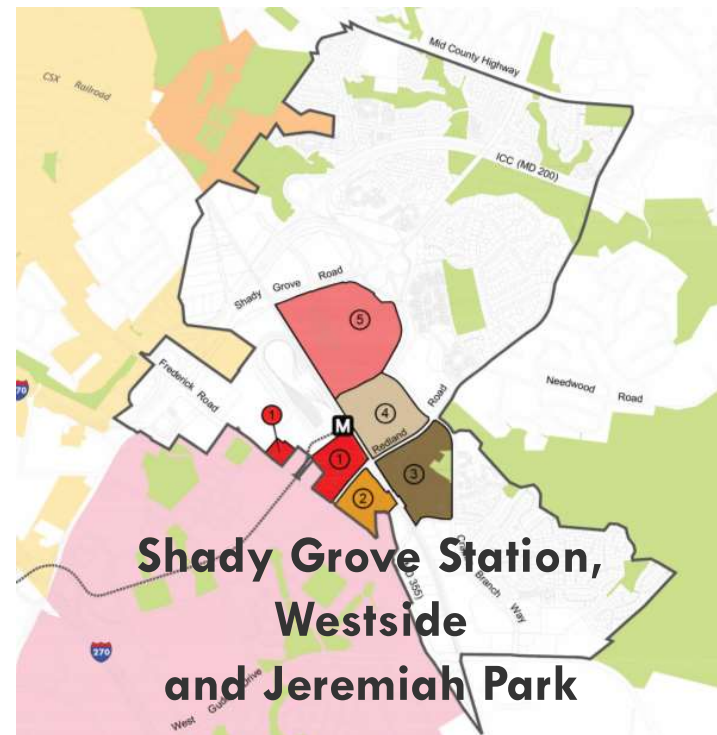 Mid County Highway
CSX Railroad
ICC (MD 200)
Shady Grove Road
5
Frederick Road
Needwood Road
4
Road
1
M
Redland
1
3
2
270
Shady Grove Station,
Westside
and Jeremiah Park
Branch Way
355)
270
West Drive